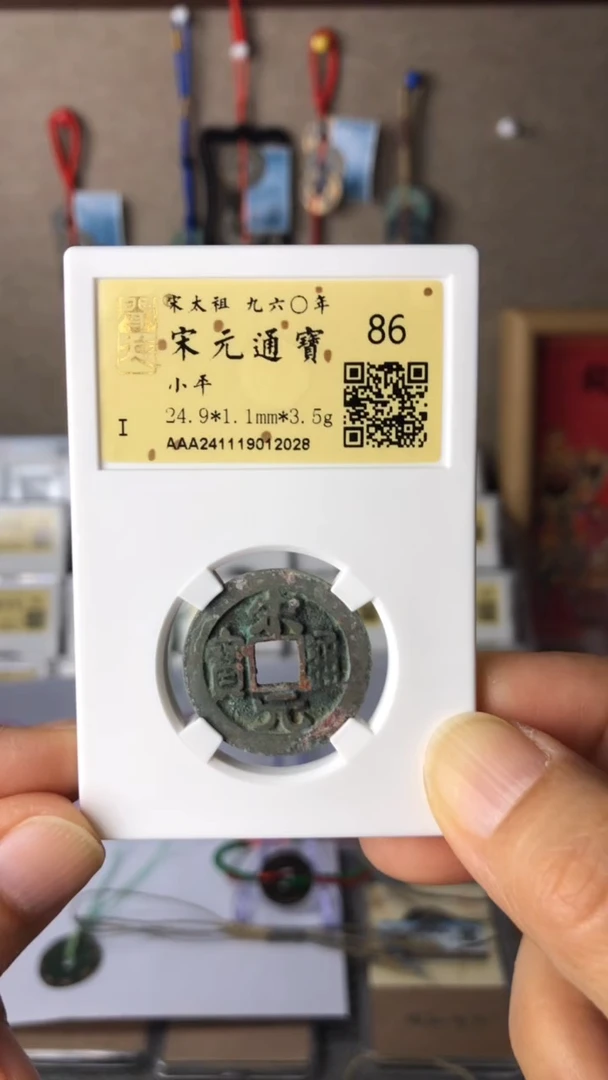 宋太祖 九六〇年
宋元通寶
86
小平
I
24.9*1.1mm*3.5g
AAA241119012028
宋元通寶